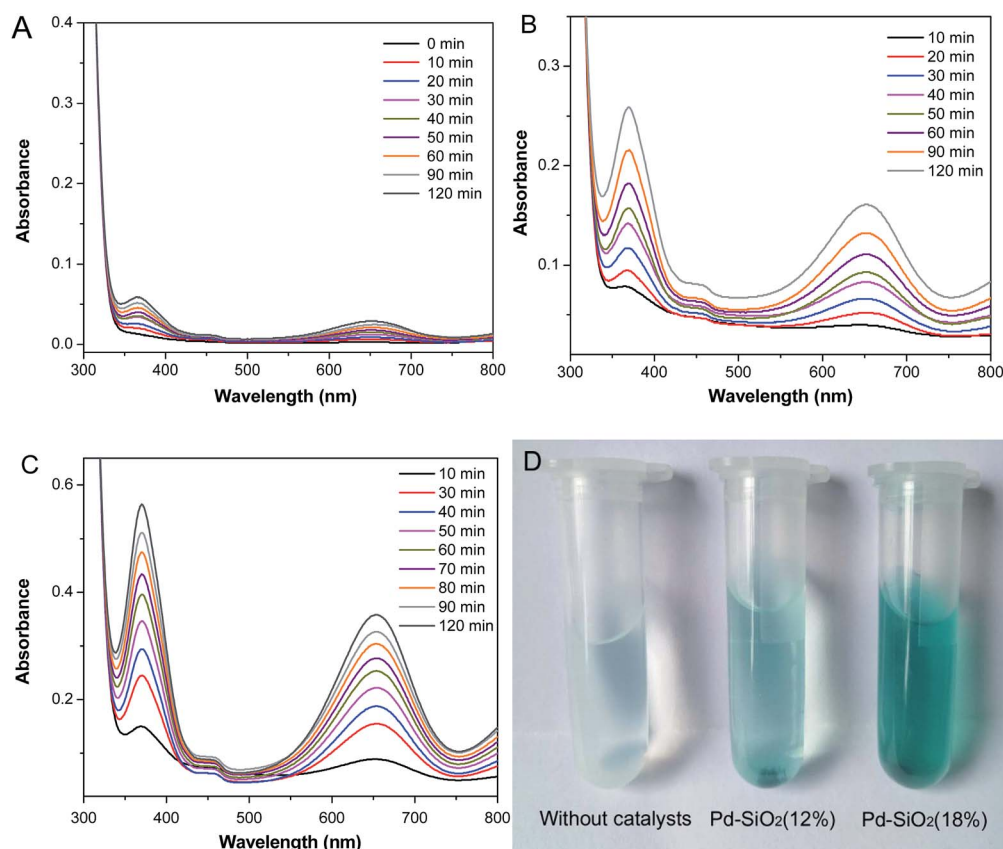 A
0.4
0.3
0.2
0.1
0.0
Absorbance
300 400 500 600 700 800
Wavelength (nm)
0 min
10 min
20 min
30 min
40 min
50 min
60 min
90 min
120 min
B
0.3
0.2
0.1
Absorbance
300 400 500 600 700 800
Wavelength (nm)
10 min
20 min
30 min
40 min
50 min
60 min
90 min
120 min
C
0.6
0.4
0.2
Absorbance
300 400 500 600 700 800
Wavelength (nm)
10 min
30 min
40 min
50 min
60 min
70 min
80 min
90 min
120 min
D
Without catalysts Pd-SiO₂(12%) Pd-SiO₂(18%)